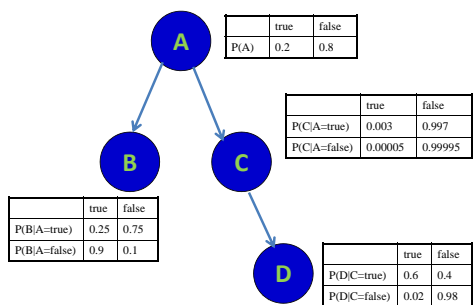 true false
A
P(A) 0.2 0.8
true false
P(C|A=true) 0.003 0.997
P(C|A=false) 0.00005 0.99995
B
C
true false
P(B|A=true) 0.25 0.75
P(B|A=false) 0.9 0.1
true false
D
P(D|C=true) 0.6 0.4
P(D|C=false) 0.02 0.98